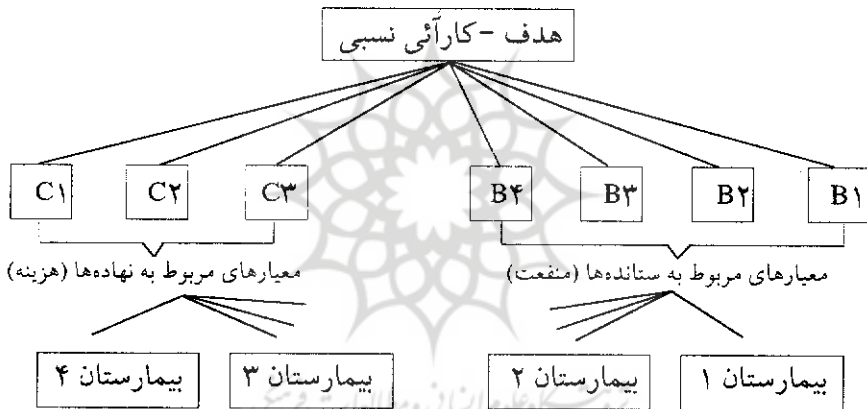 هدف - کارآئی نسبی
B۱ B۲ B۳ B۴ C۳ C۲ C۱
معیارهای مربوط به ستانده‌ها (منفعت) معیارهای مربوط به نهاده‌ها (هزینه)
بیمارستان ۱ بیمارستان ۲ بیمارستان ۳ بیمارستان ۴